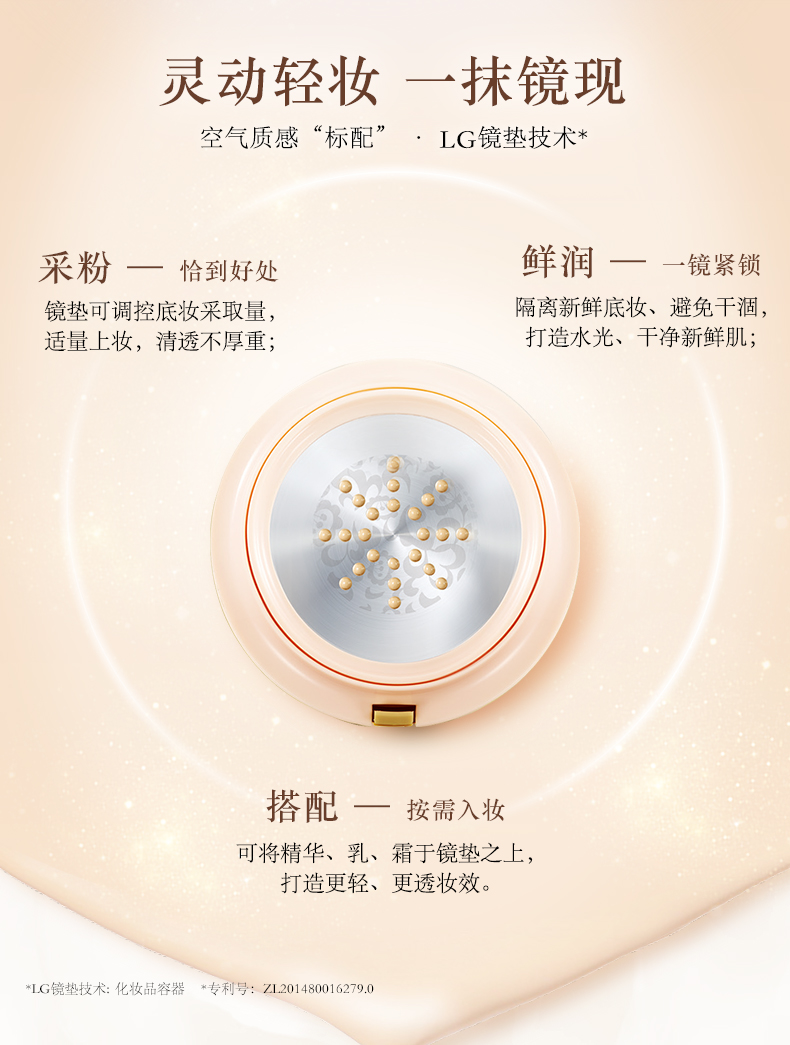 灵动轻妆 一抹镜现
空气质感“标配” · LG镜垫技术*
采粉 — 恰到好处
镜垫可调控底妆采取量，
适量上妆，清透不厚重；
鲜润 — 一镜紧锁
隔离新鲜底妆、避免干涸，
打造水光、干净新鲜肌；
搭配 — 按需入妆
可将精华、乳、霜于镜垫之上，
打造更轻、更透妆效。
*LG镜垫技术: 化妆品容器 *专利号：ZL201480016279.0